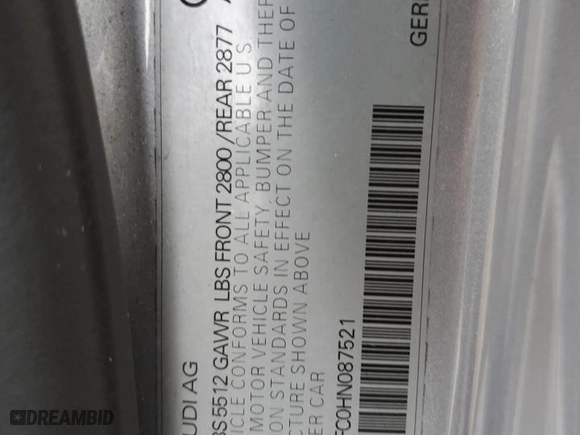 UDI AG
BS 5512 GAWR LBS FRONT 2800 /REAR 2877
ICLE CONFORMS TO ALL APPLICABLE U S
MOTOR VEHICLE SAFETY, BUMPER AND THEF
ON STANDARDS IN EFFECT ON THE DATE OF
CTURE SHOWN ABOVE
ER CAR
GER
FC0HN087521
DREAMBID